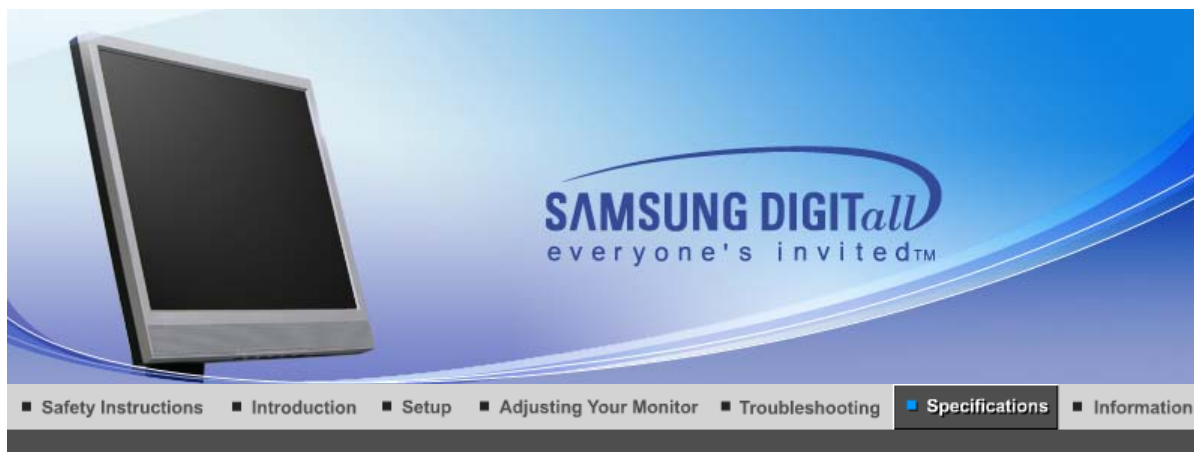 SAMSUNG DIGITall
everyone's invited™
Safety Instructions
Introduction
Setup
Adjusting Your Monitor
Troubleshooting
Specifications
Information